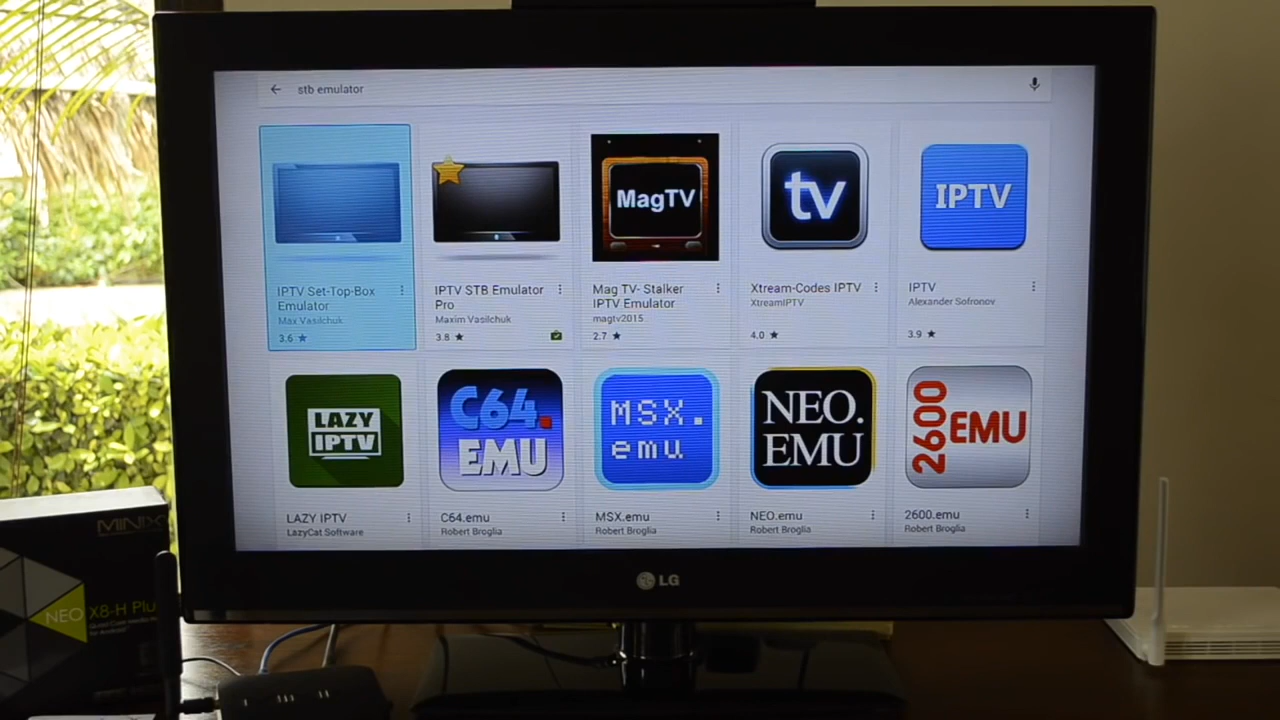 stb emulator
MagTV
tv
IPTV
IPTV Set-Top-Box
Emulator
Max Vasilchuk
3.6
IPTV STB Emulator
Pro
Maxim Vasilchuk
3.8
Mag TV- Stalker
IPTV Emulator
magtv2015
2.7
Xtream-Codes IPTV
XtreamIPTV
4.0
IPTV
Alexander Sofronov
3.9
LAZY
IPTV
C64.
EMU
MSX.
emu
NEO.
EMU
2600
EMU
LAZY IPTV
LazyCat Software
C64.emu
Robert Broglia
MSX.emu
Robert Broglia
NEO.emu
Robert Broglia
2600.emu
Robert Broglia
LG
MINIX
NEO X8-H Plu
for Android